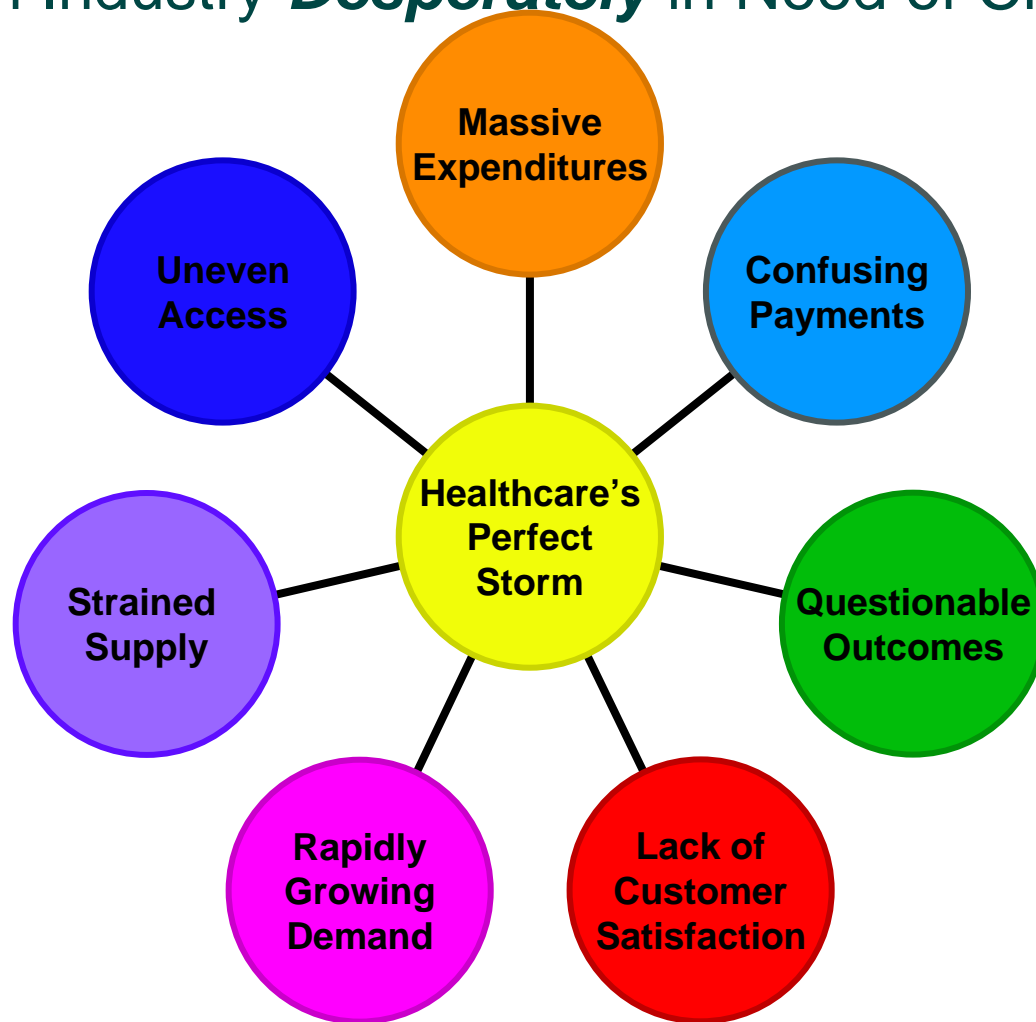 Industry Desperately in Need of
Massive
Expenditures
Confusing
Payments
Questionable
Outcomes
Lack of
Customer
Satisfaction
Rapidly
Growing
Demand
Strained
Supply
Uneven
Access
Healthcare’s
Perfect
Storm